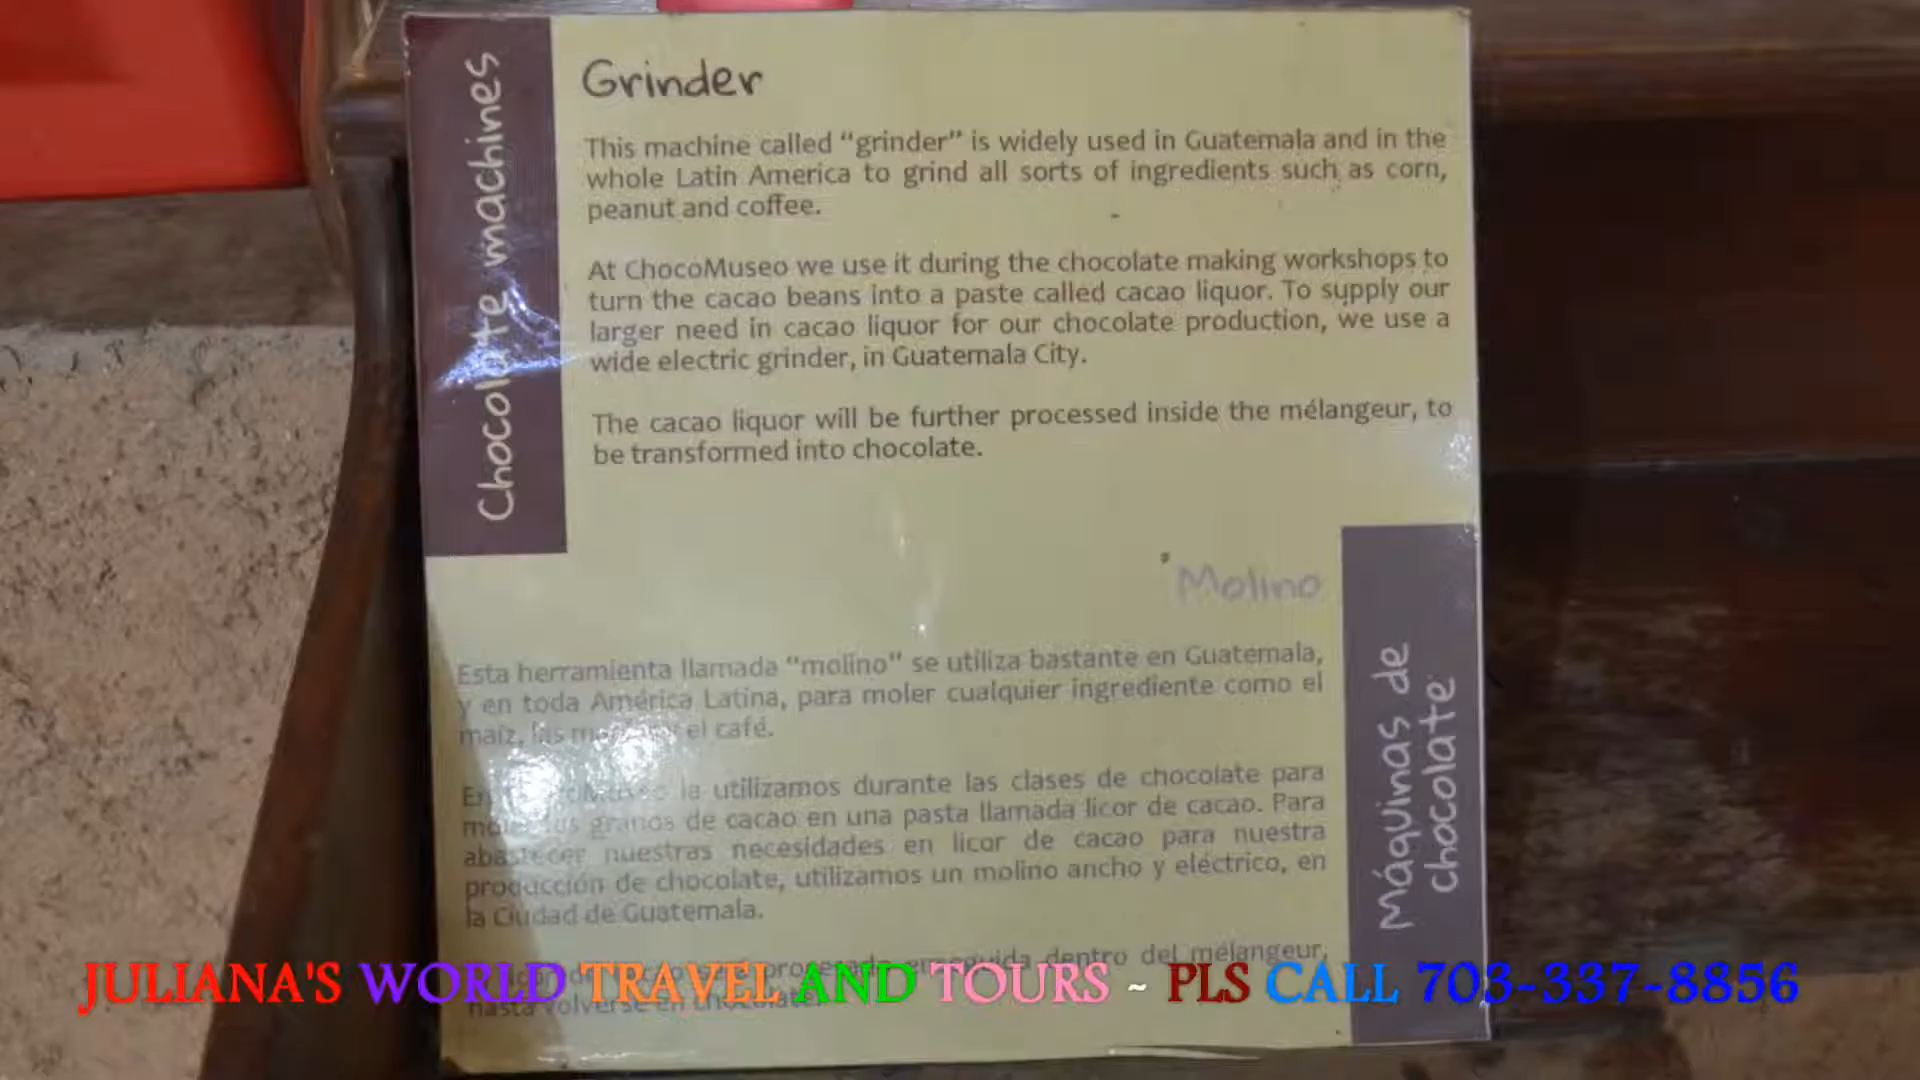 Chocolate machines
Grinder
This machine called “grinder” is widely used in Guatemala and in the
whole Latin America to grind all sorts of ingredients such as corn,
peanut and coffee.
At ChocoMuseo we use it during the chocolate making workshops to
turn the cacao beans into a paste called cacao liquor. To supply our
larger need in cacao liquor for our chocolate production, we use a
wide electric grinder, in Guatemala City.
The cacao liquor will be further processed inside the mélangeur, to
be transformed into chocolate.
Molino
Máquinas de
chocolate
Esta herramienta llamada “molino” se utiliza bastante en Guatemala,
y en toda América Latina, para moler cualquier ingrediente como el
maíz, las el café.
la utilizamos durante las clases de chocolate para
granos de cacao en una pasta llamada licor de cacao. Para
abastecer nuestras necesidades en licor de cacao para nuestra
producción de chocolate, utilizamos un molino ancho y eléctrico, en
la Ciudad de Guatemala.
dentro del mélangeur,
hasta volverse en chocolate.
JULIANA'S WORLD TRAVEL AND TOURS ~ PLS CALL 703-337-8856